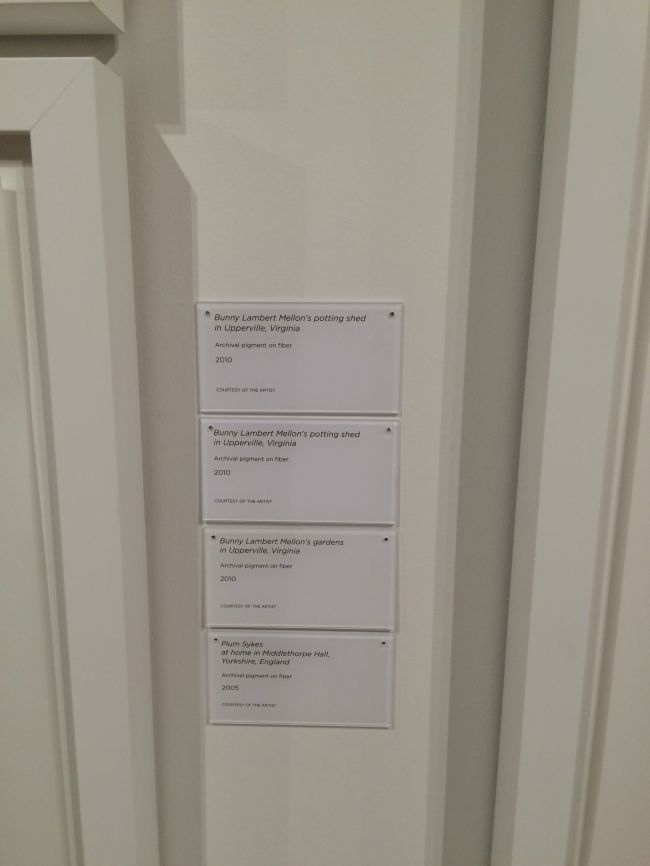 Bunny Lambert Mellon's potting shed
in Upperville, Virginia
Archival pigment on fiber
2010
COURTESY OF THE ARTIST
Bunny Lambert Mellon's potting shed
in Upperville, Virginia
Archival pigment on fiber
2010
COURTESY OF THE ARTIST
Bunny Lambert Mellon's gardens
in Upperville, Virginia
Archival pigment on fiber
2010
COURTESY OF THE ARTIST
Plum Sykes
at home in Middlethorpe Hall,
Yorkshire, England
Archival pigment on fiber
2005
COURTESY OF THE ARTIST